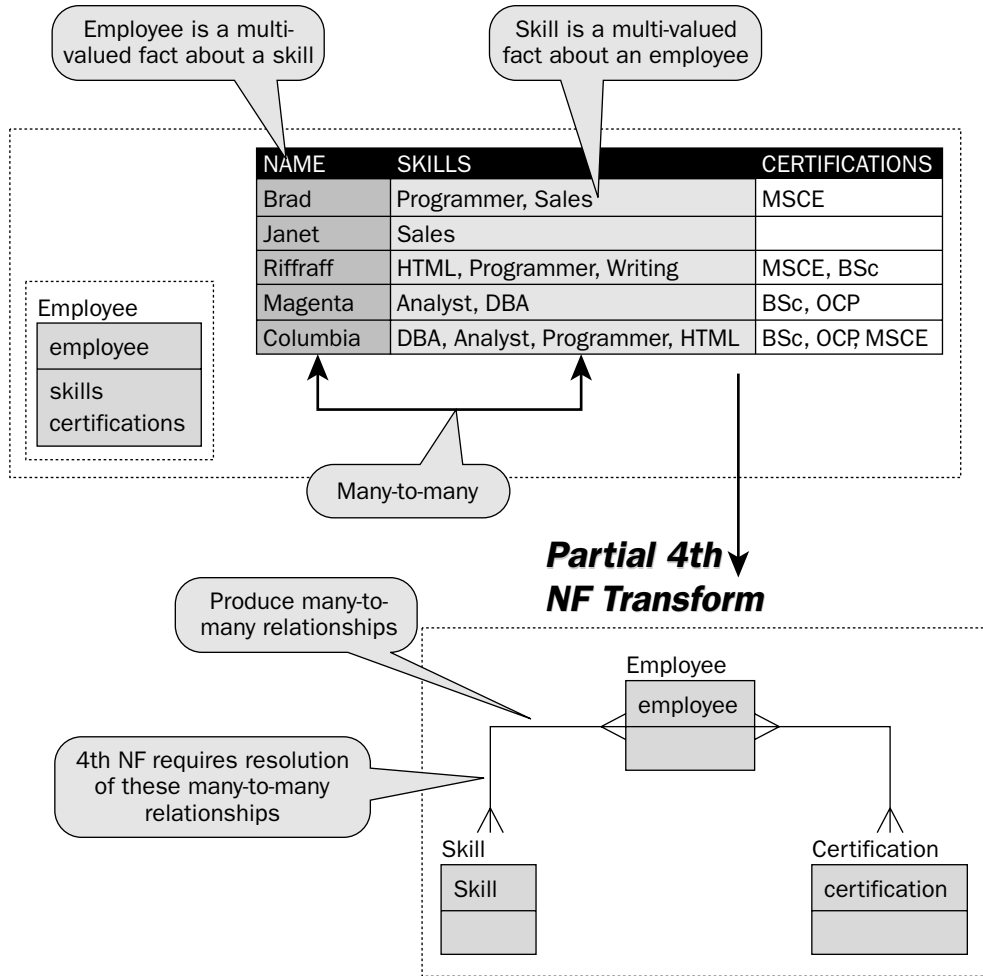 Employee is a multi-
valued fact about a skill
Skill is a multi-valued
fact about an employee
NAME SKILLS CERTIFICATIONS
Brad Programmer, Sales MSCE
Janet Sales
Riffraff HTML, Programmer, Writing MSCE, BSc
Magenta Analyst, DBA BSc, OCP
Columbia DBA, Analyst, Programmer, HTML BSc, OCP, MSCE
Employee
employee
skills
certifications
Many-to-many
Partial 4th
NF Transform
Produce many-to-
many relationships
4th NF requires resolution
of these many-to-many
relationships
Employee
employee
Skill
Skill
Certification
certification